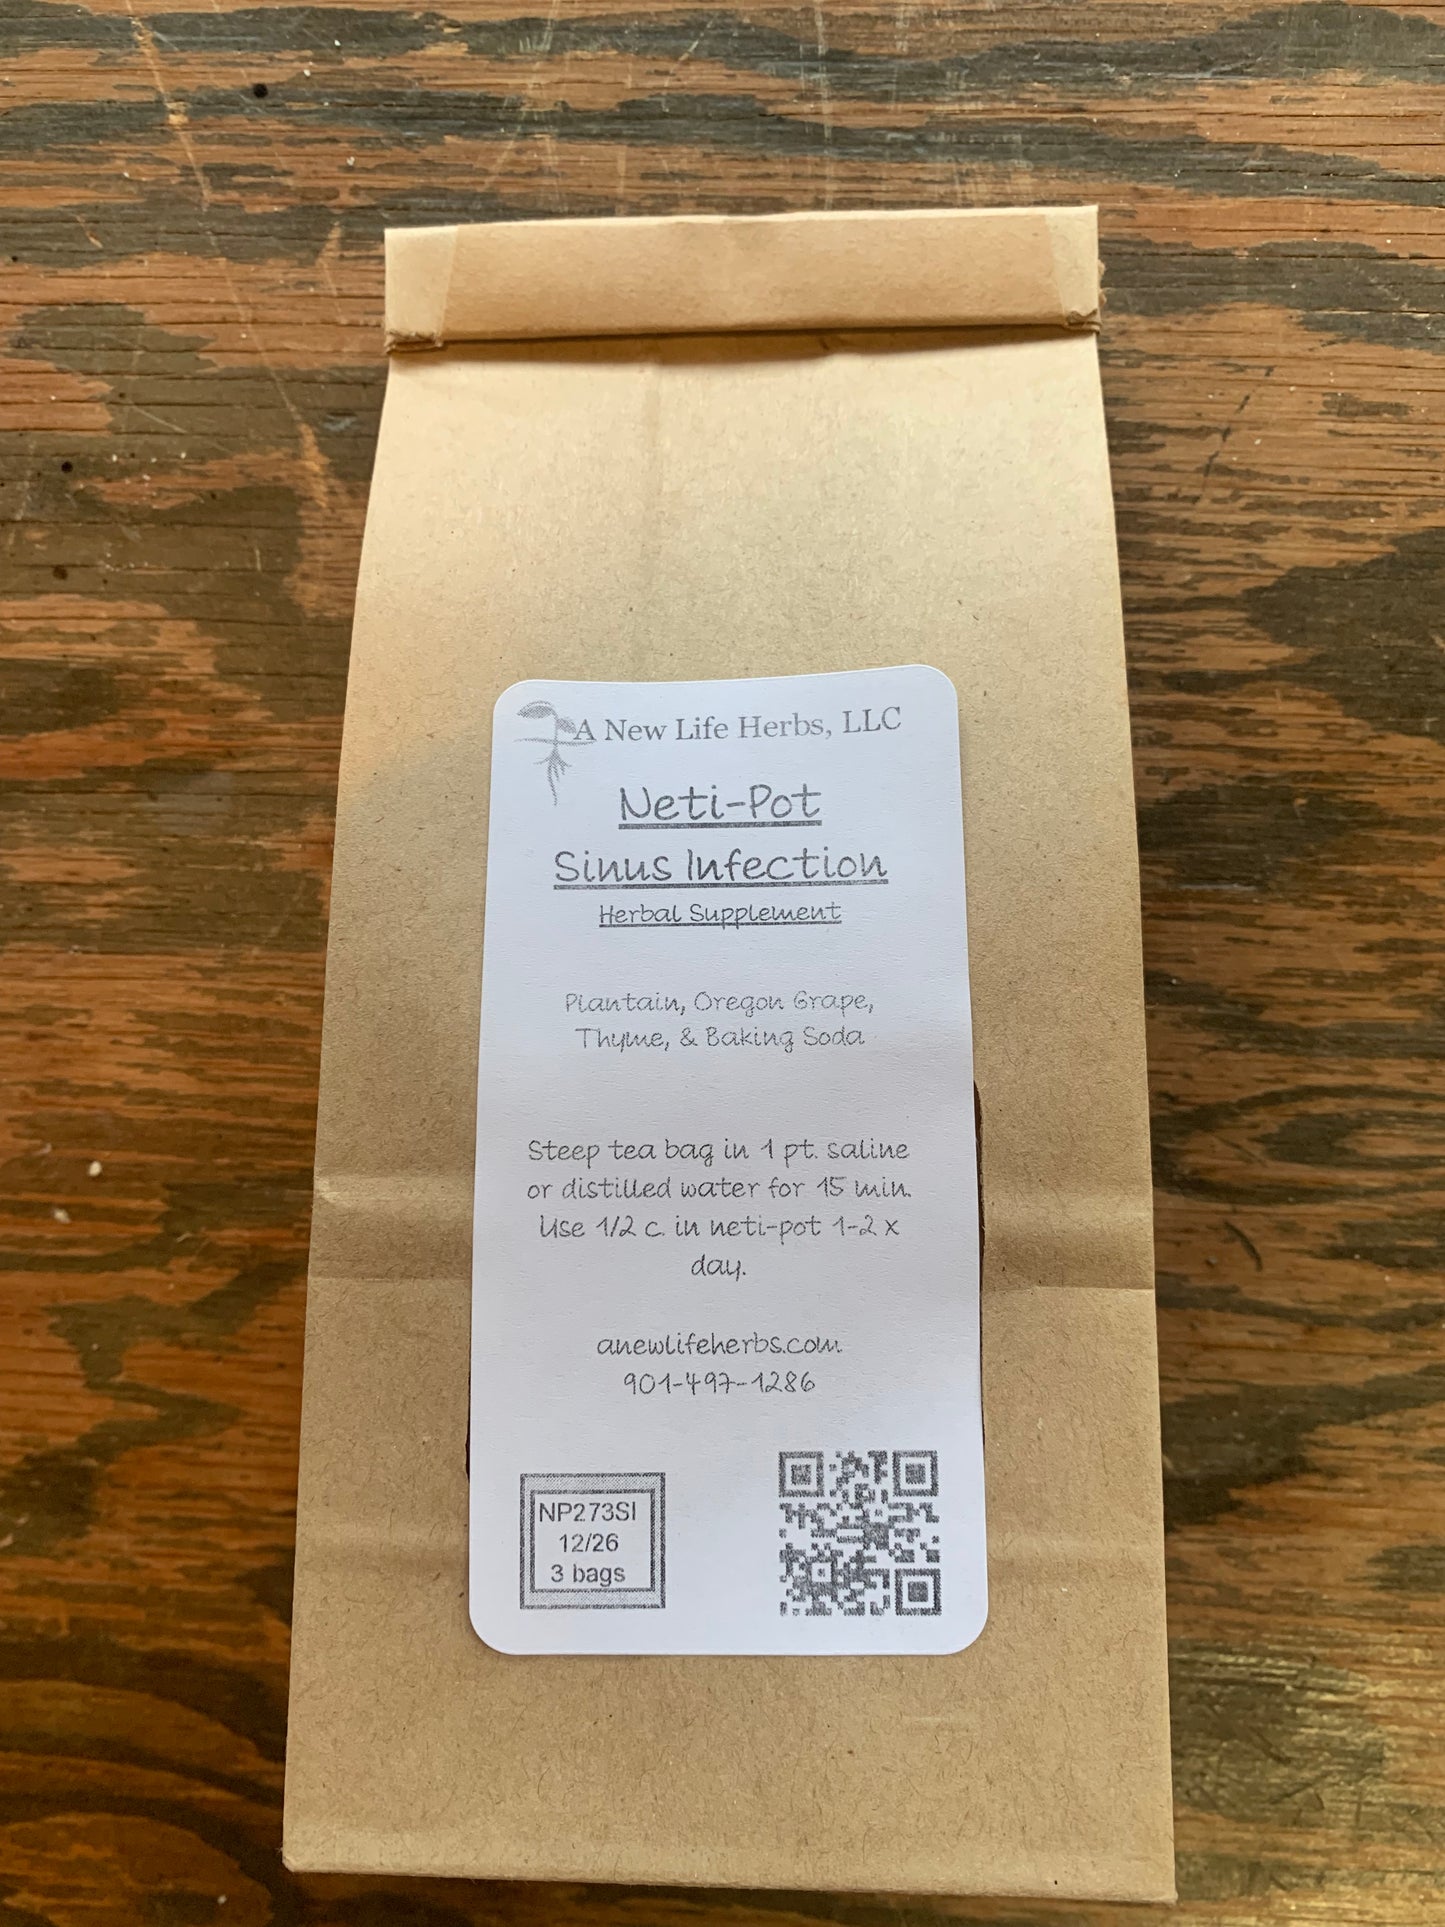 A New Life Herbs, LLC
Neti-Pot
Sinus Infection
Herbal Supplement
Plantain, Oregon Grape,
Thyme, & Baking Soda
Steep tea bag in 1 pt. saline
or distilled water for 15 min.
Use 1/2 c. in neti-pot 1-2 x
day.
anewlifeherbs.com
901-497-1286
NP273SI
12/26
3 bags